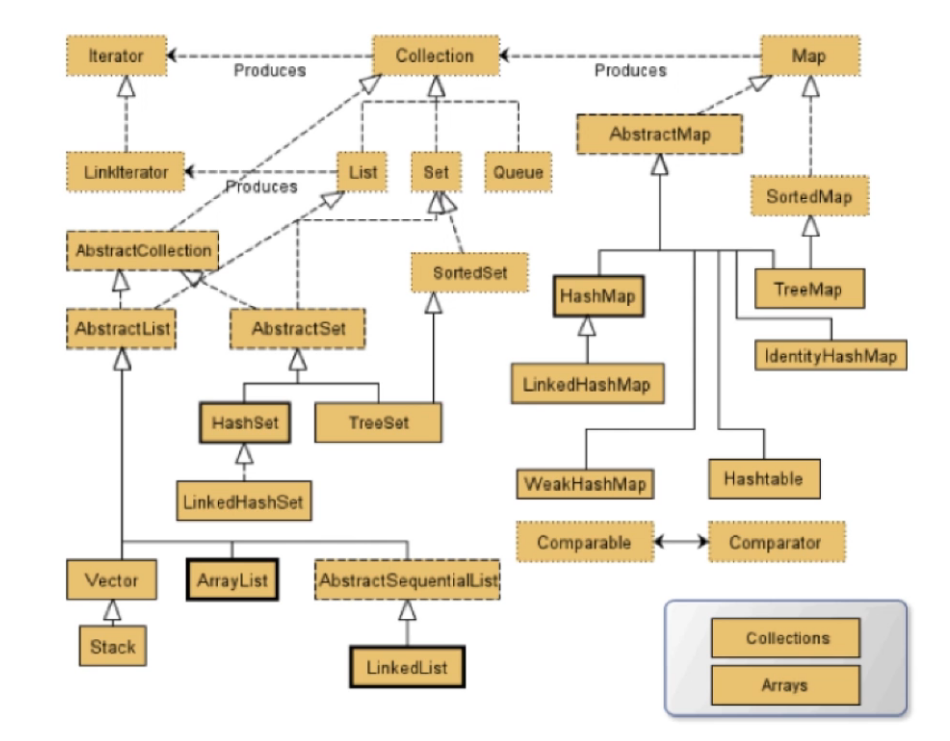 Iterator
Collection
Map
Produces
Produces
AbstractMap
LinkIterator
List
Set
Queue
Produces
SortedMap
AbstractCollection
SortedSet
HashMap
TreeMap
AbstractList
AbstractSet
IdentityHashMap
LinkedHashMap
HashSet
TreeSet
WeakHashMap
Hashtable
LinkedHashSet
Comparable
Comparator
Vector
ArrayList
AbstractSequentialList
Stack
LinkedList
Collections
Arrays